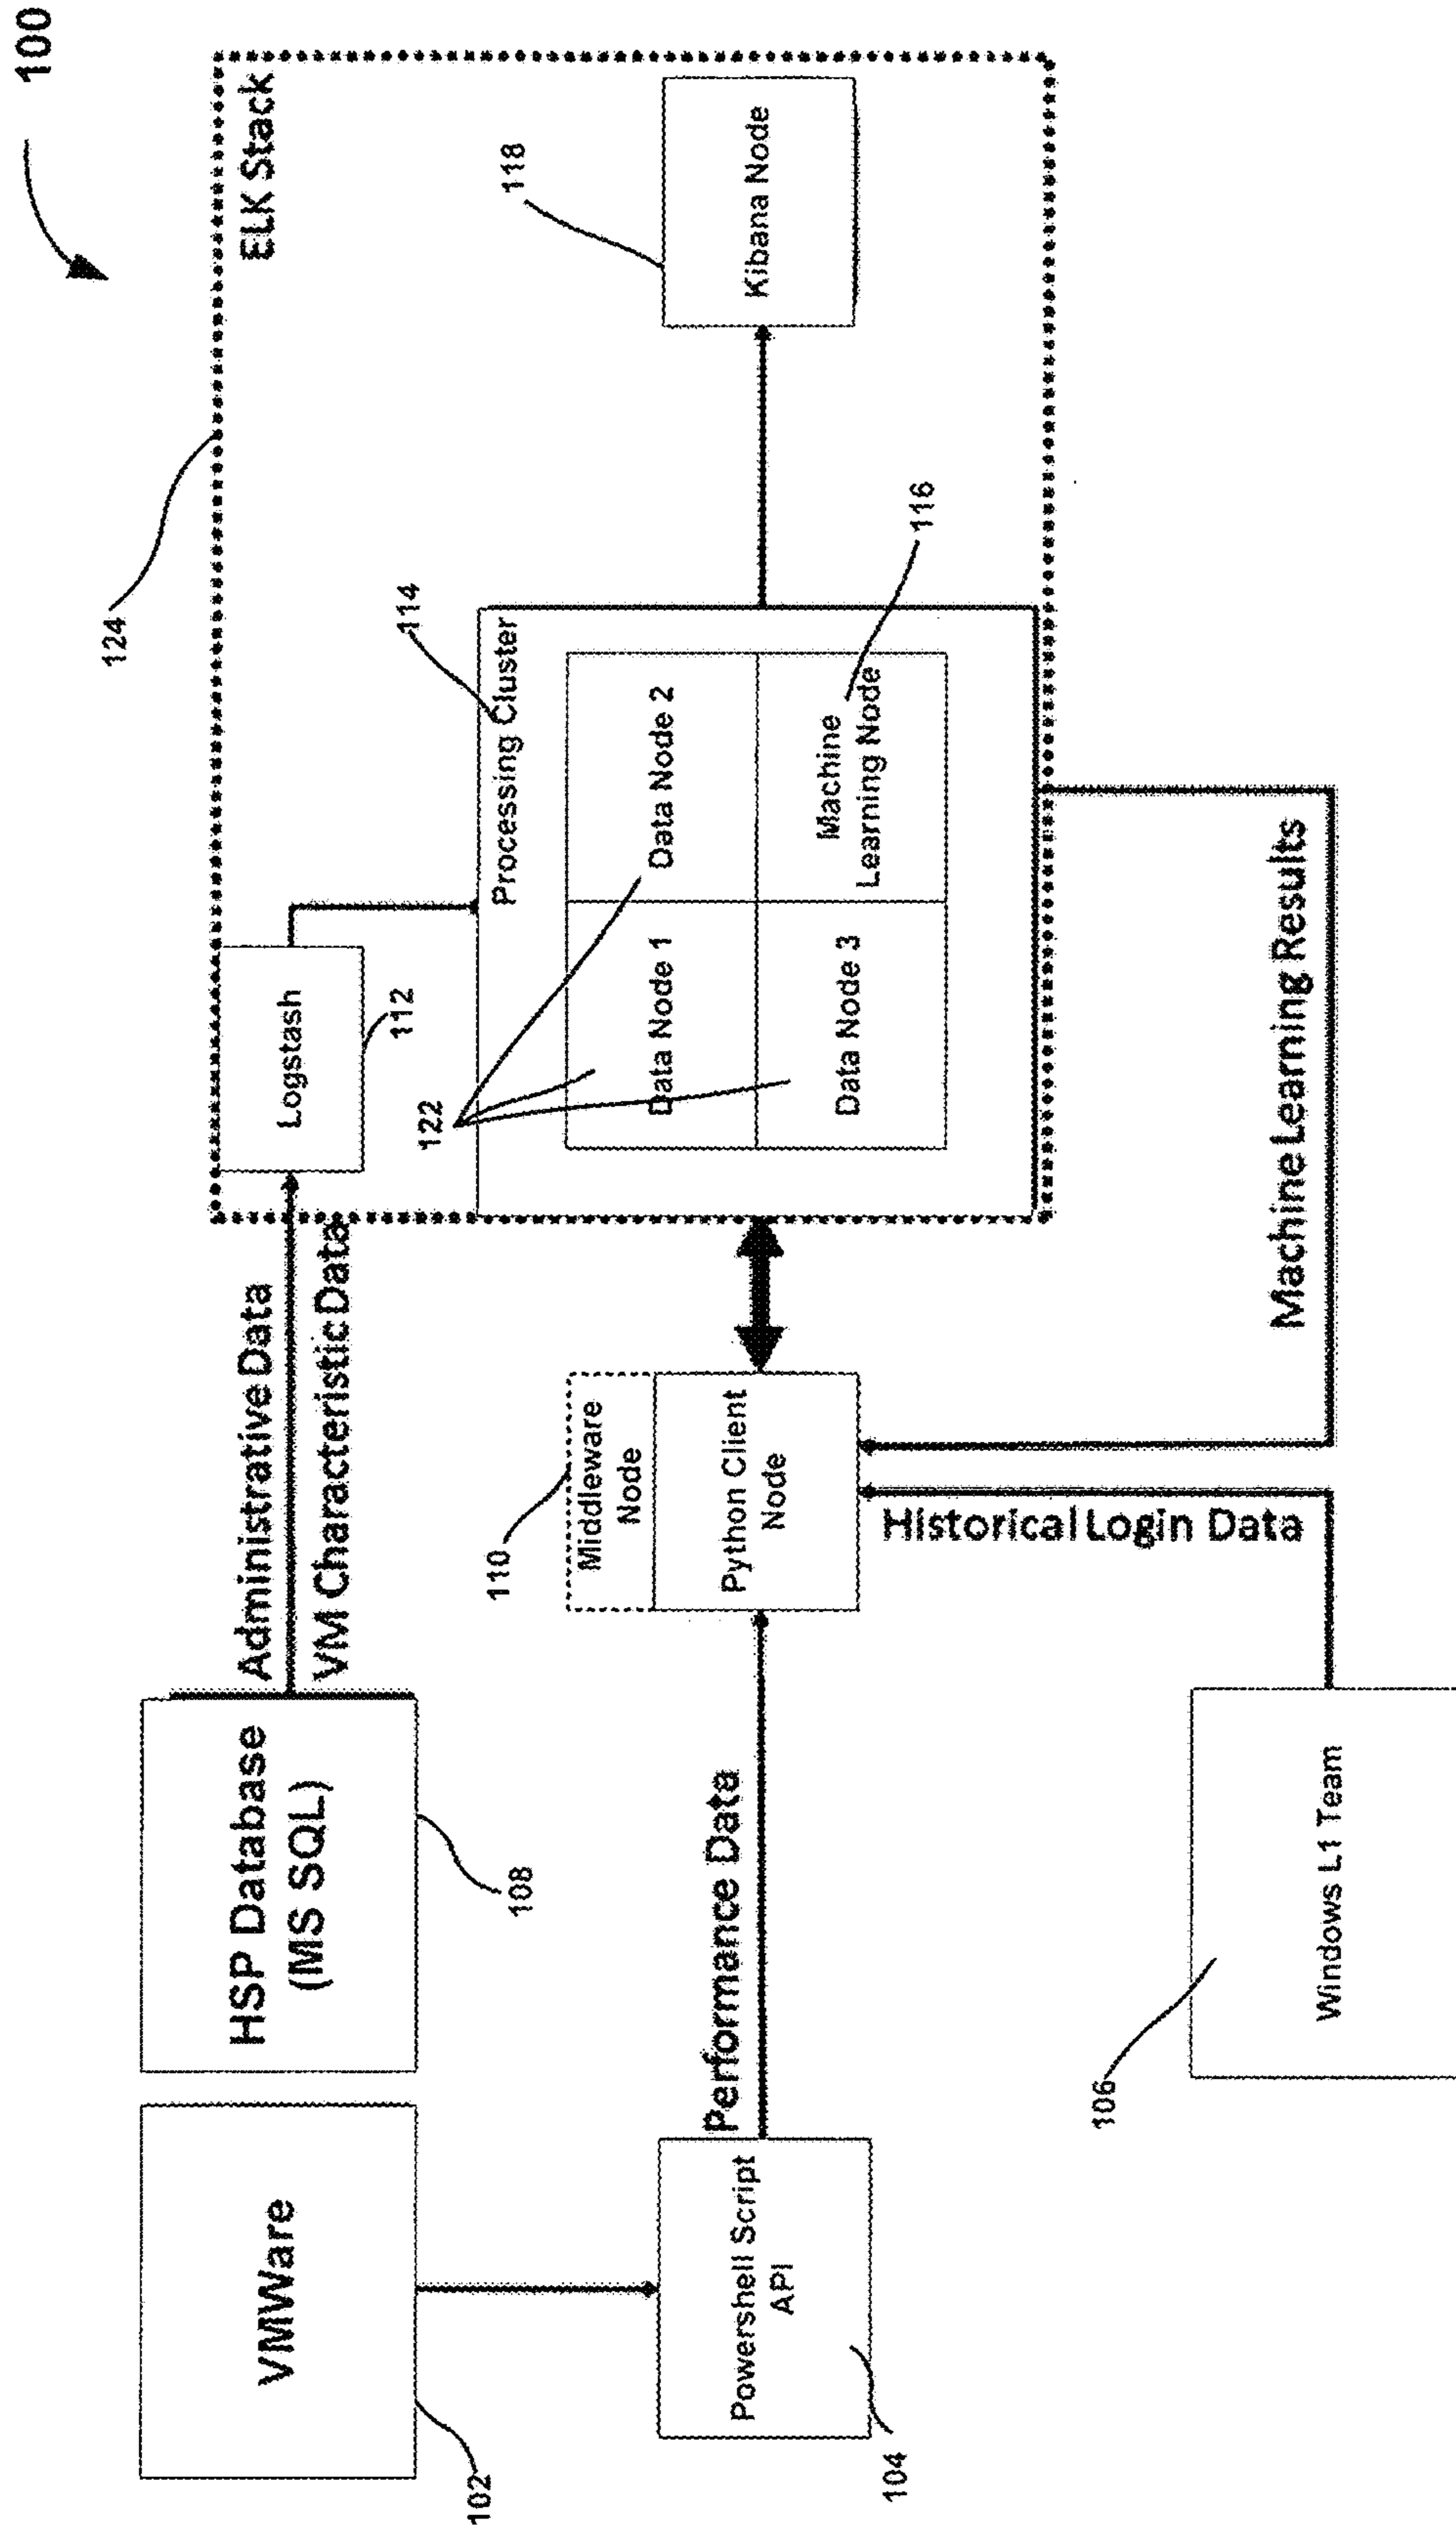 100
124
ELK Stack
118
Kibana Node
114
Processing Cluster
116
Data Node 1
Data Node 2
Data Node 3
Machine
Learning Node
122
Logstash
112
Administrative Data
VM Characteristic Data
HSP Database
(MS SQL)
108
VMWare
102
110
Middleware
Node
Python Client
Node
Performance Data
Powershell Script
API
104
Machine Learning Results
Historical Login Data
Windows L1 Team
106